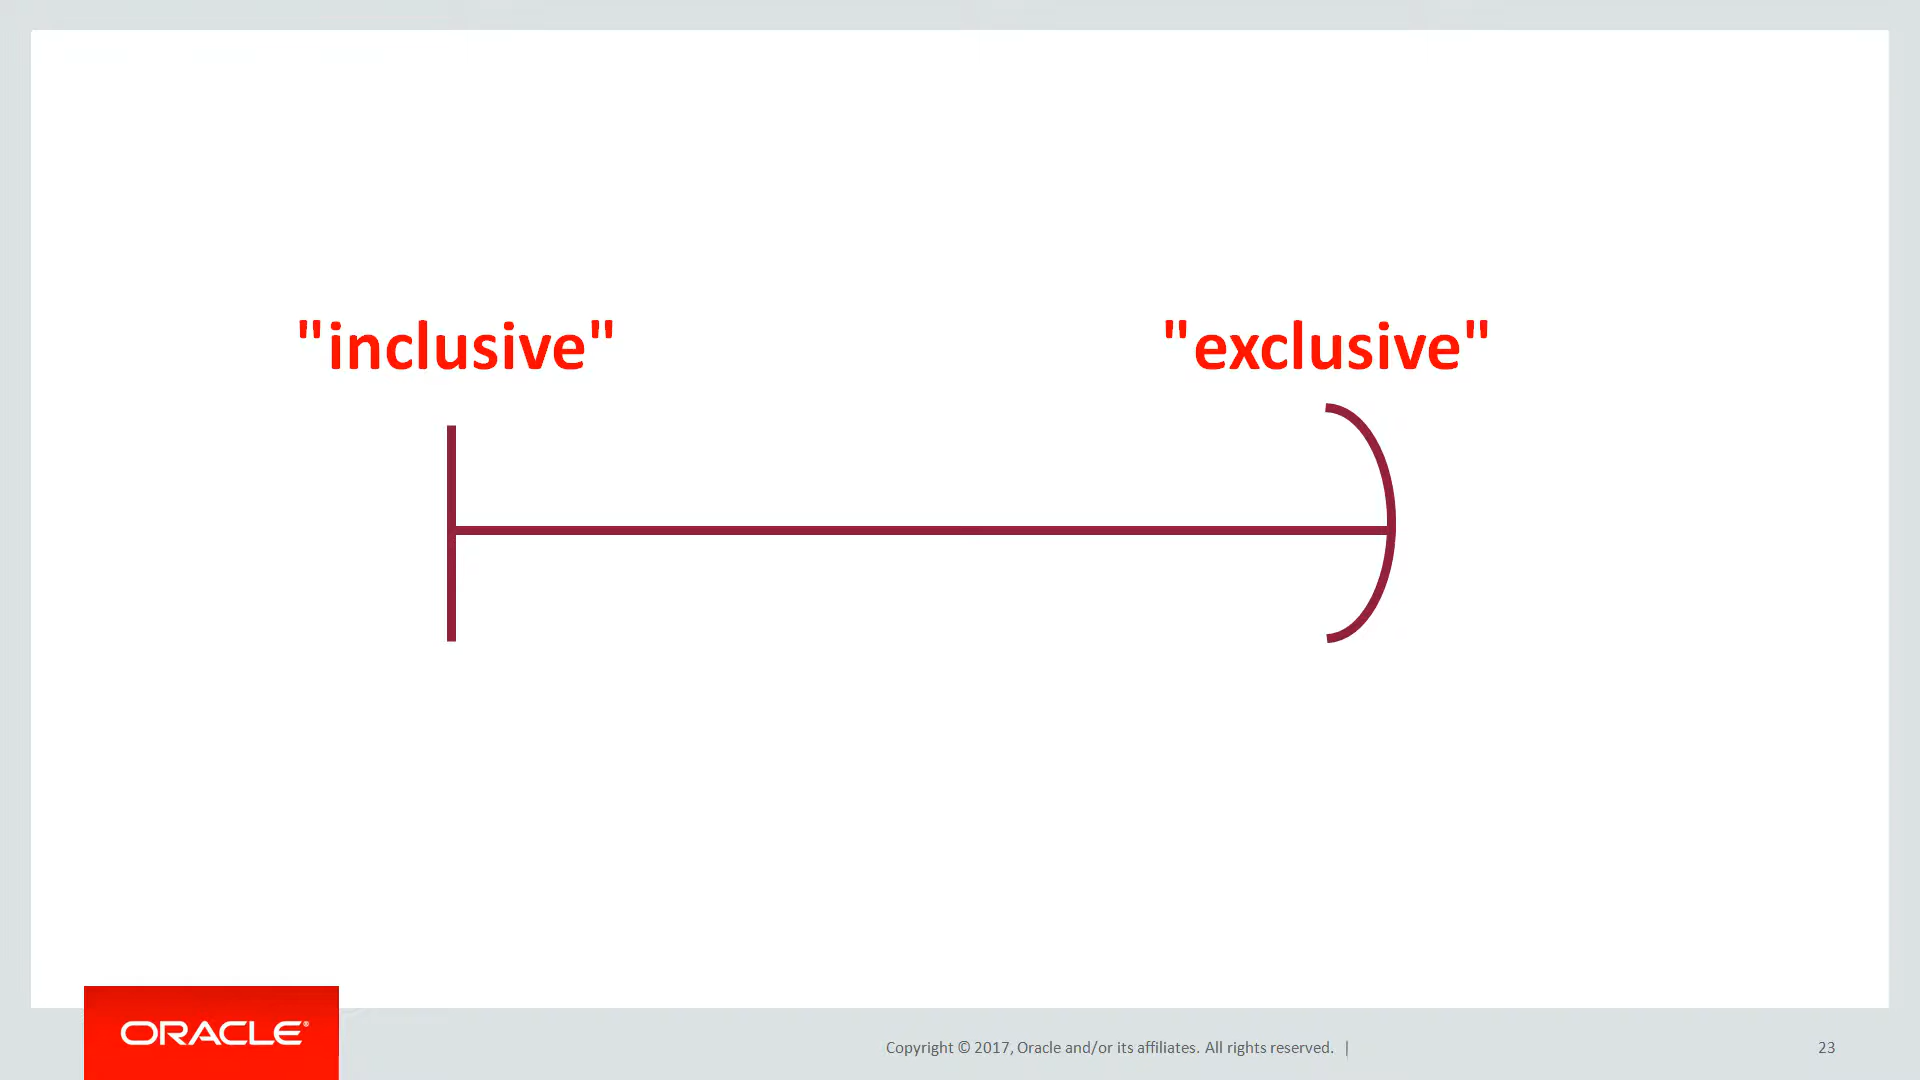 "inclusive" "exclusive"
ORACLE®
Copyright © 2017, Oracle and/or its affiliates. All rights reserved. | 23